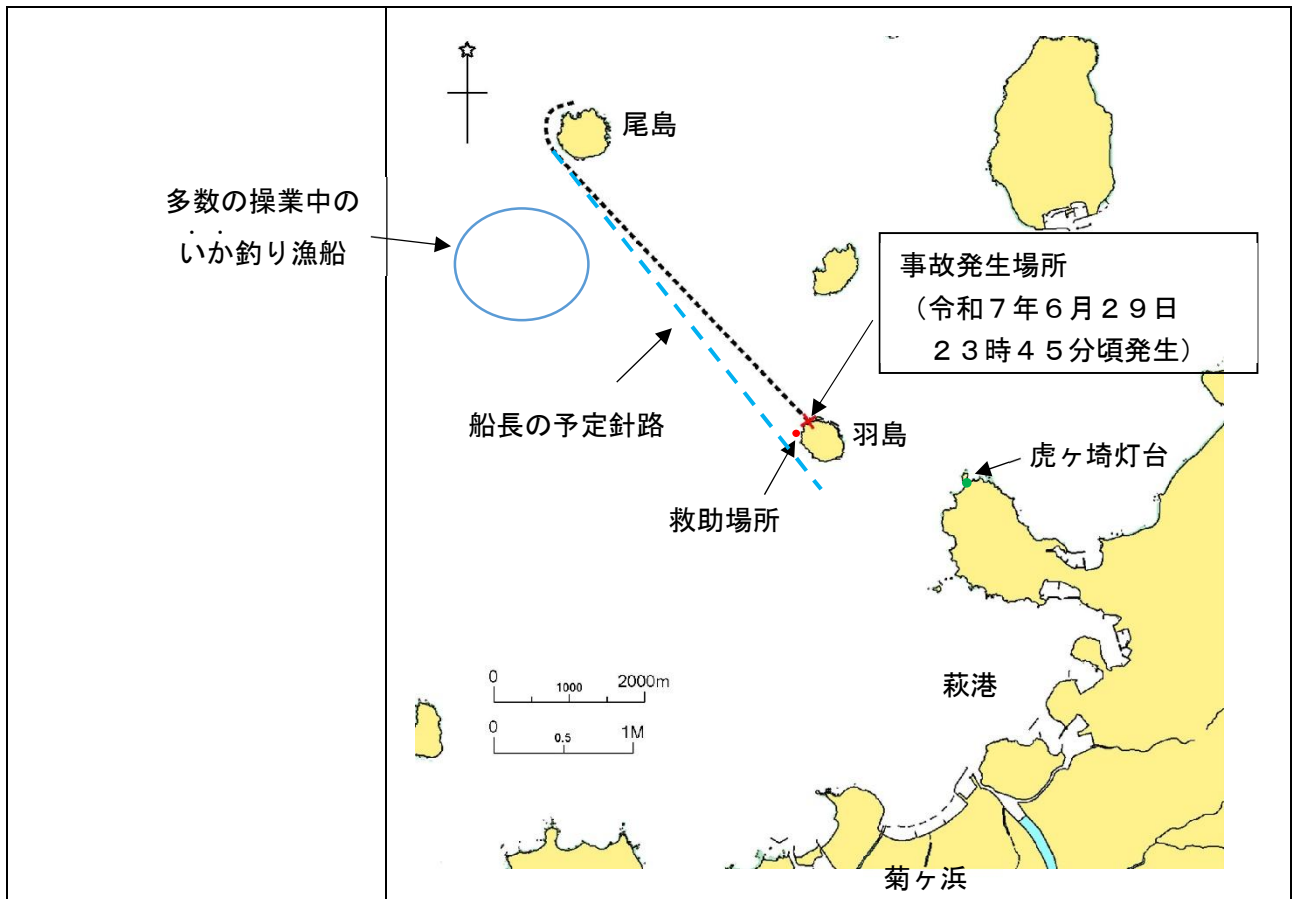 尾島
多数の操業中の
いか釣り漁船
事故発生場所
（令和７年６月２９日
２３時４５分頃発生）
船長の予定針路
羽島
虎ヶ埼灯台
救助場所
0 1000 2000m
萩港
0 0.5 1M
菊ヶ浜